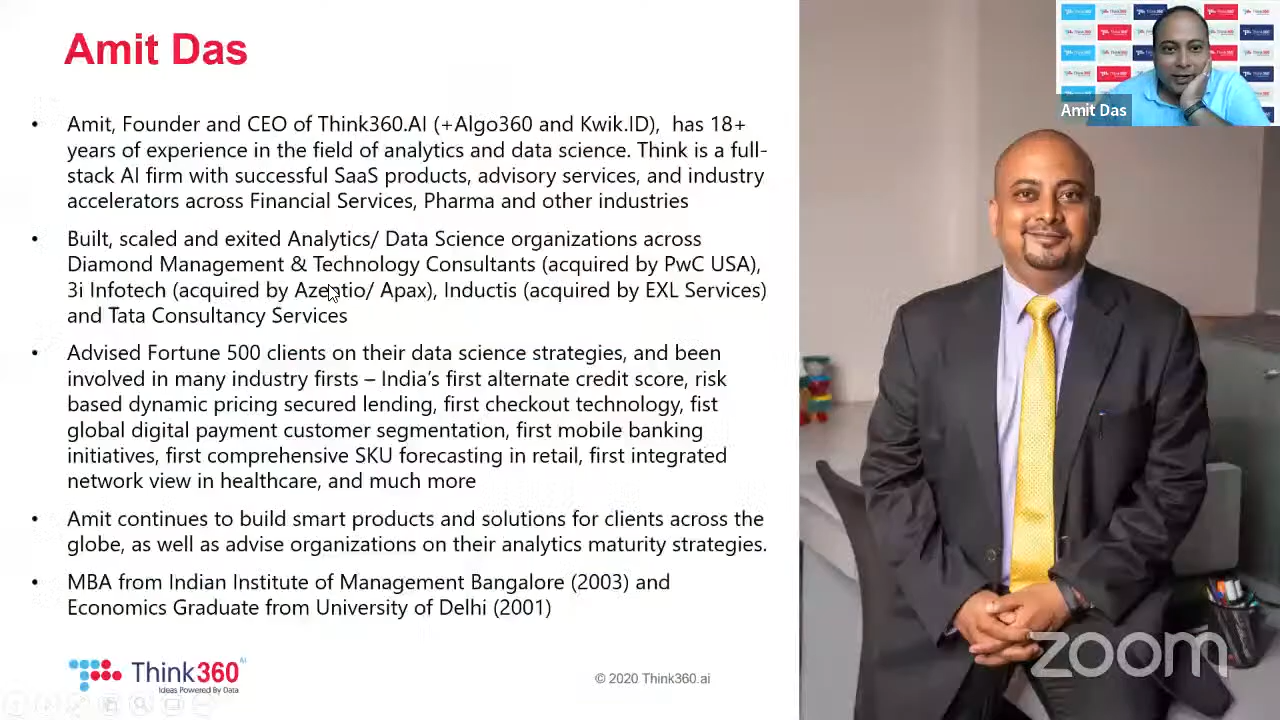 Amit Das
• Amit, Founder and CEO of Think360.AI (+Algo360 and Kwik.ID), has 18+
years of experience in the field of analytics and data science. Think is a full-
stack AI firm with successful SaaS products, advisory services, and industry
accelerators across Financial Services, Pharma and other industries
• Built, scaled and exited Analytics/ Data Science organizations across
Diamond Management & Technology Consultants (acquired by PwC USA),
3i Infotech (acquired by Azentio/ Apax), Inductis (acquired by EXL Services)
and Tata Consultancy Services
• Advised Fortune 500 clients on their data science strategies, and been
involved in many industry firsts – India's first alternate credit score, risk
based dynamic pricing secured lending, first checkout technology, fist
global digital payment customer segmentation, first mobile banking
initiatives, first comprehensive SKU forecasting in retail, first integrated
network view in healthcare, and much more
• Amit continues to build smart products and solutions for clients across the
globe, as well as advise organizations on their analytics maturity strategies.
• MBA from Indian Institute of Management Bangalore (2003) and
Economics Graduate from University of Delhi (2001)
Think360 AI
Ideas Powered By Data
© 2020 Think360.ai
Amit Das
zoom